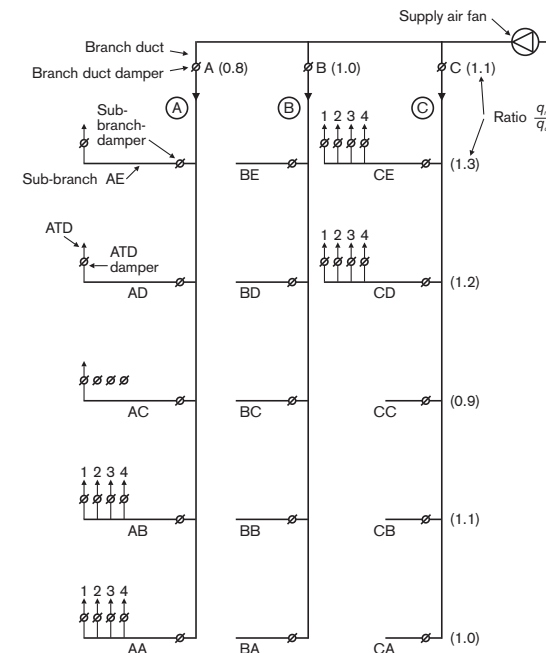 Supply air fan
Branch duct
Branch duct damper
A (0.8)
B (1.0)
C (1.1)
A
B
C
Ratio
Sub-
branch-
damper
1 2 3 4
Sub-branch AE
BE
CE
(1.3)
ATD
ATD
damper
1 2 3 4
AD
BD
CD
(1.2)
AC
BC
CC
(0.9)
1 2 3 4
AB
BB
CB
(1.1)
1 2 3 4
AA
BA
CA
(1.0)